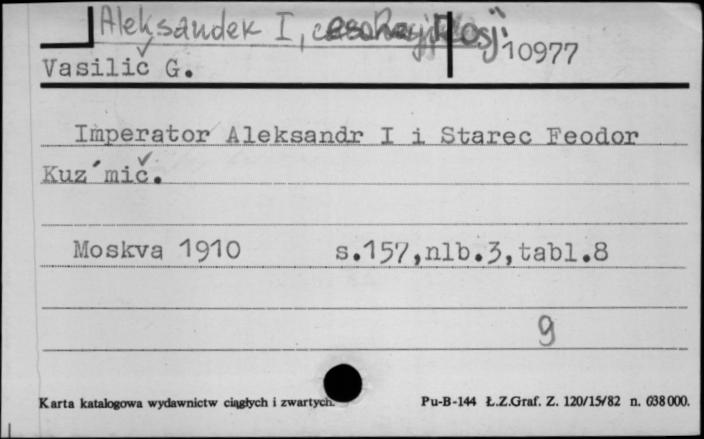 Aleksander I, Rosji
10977
Vasilič G.
Imperator Aleksandr I i Starec Feodor
Kuz´mič.
Moskva 1910 s.157,nlb.3,tabl.8
9
Karta katalogowa wydawnictw ciągłych i zwartych. Pu-B-144 Ł.Z.Graf. Z. 120/15/82 n. 038000.